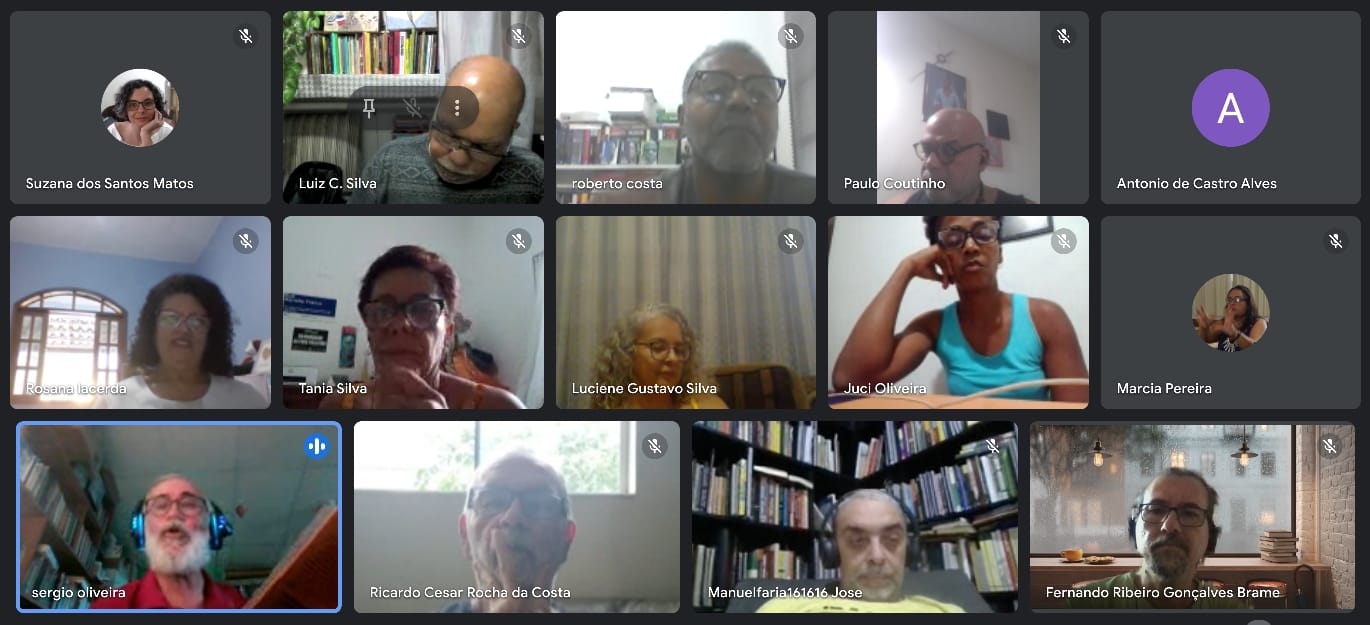 Suzana dos Santos Matos
Luiz C. Silva
roberto costa
Paulo Coutinho
A
Antonio de Castro Alves
Rosana lacerda
Tania Silva
Luciene Gustavo Silva
Juci Oliveira
Marcia Pereira
sergio oliveira
Ricardo Cesar Rocha da Costa
Manuelfaria161616 Jose
Fernando Ribeiro Gonçalves Brame